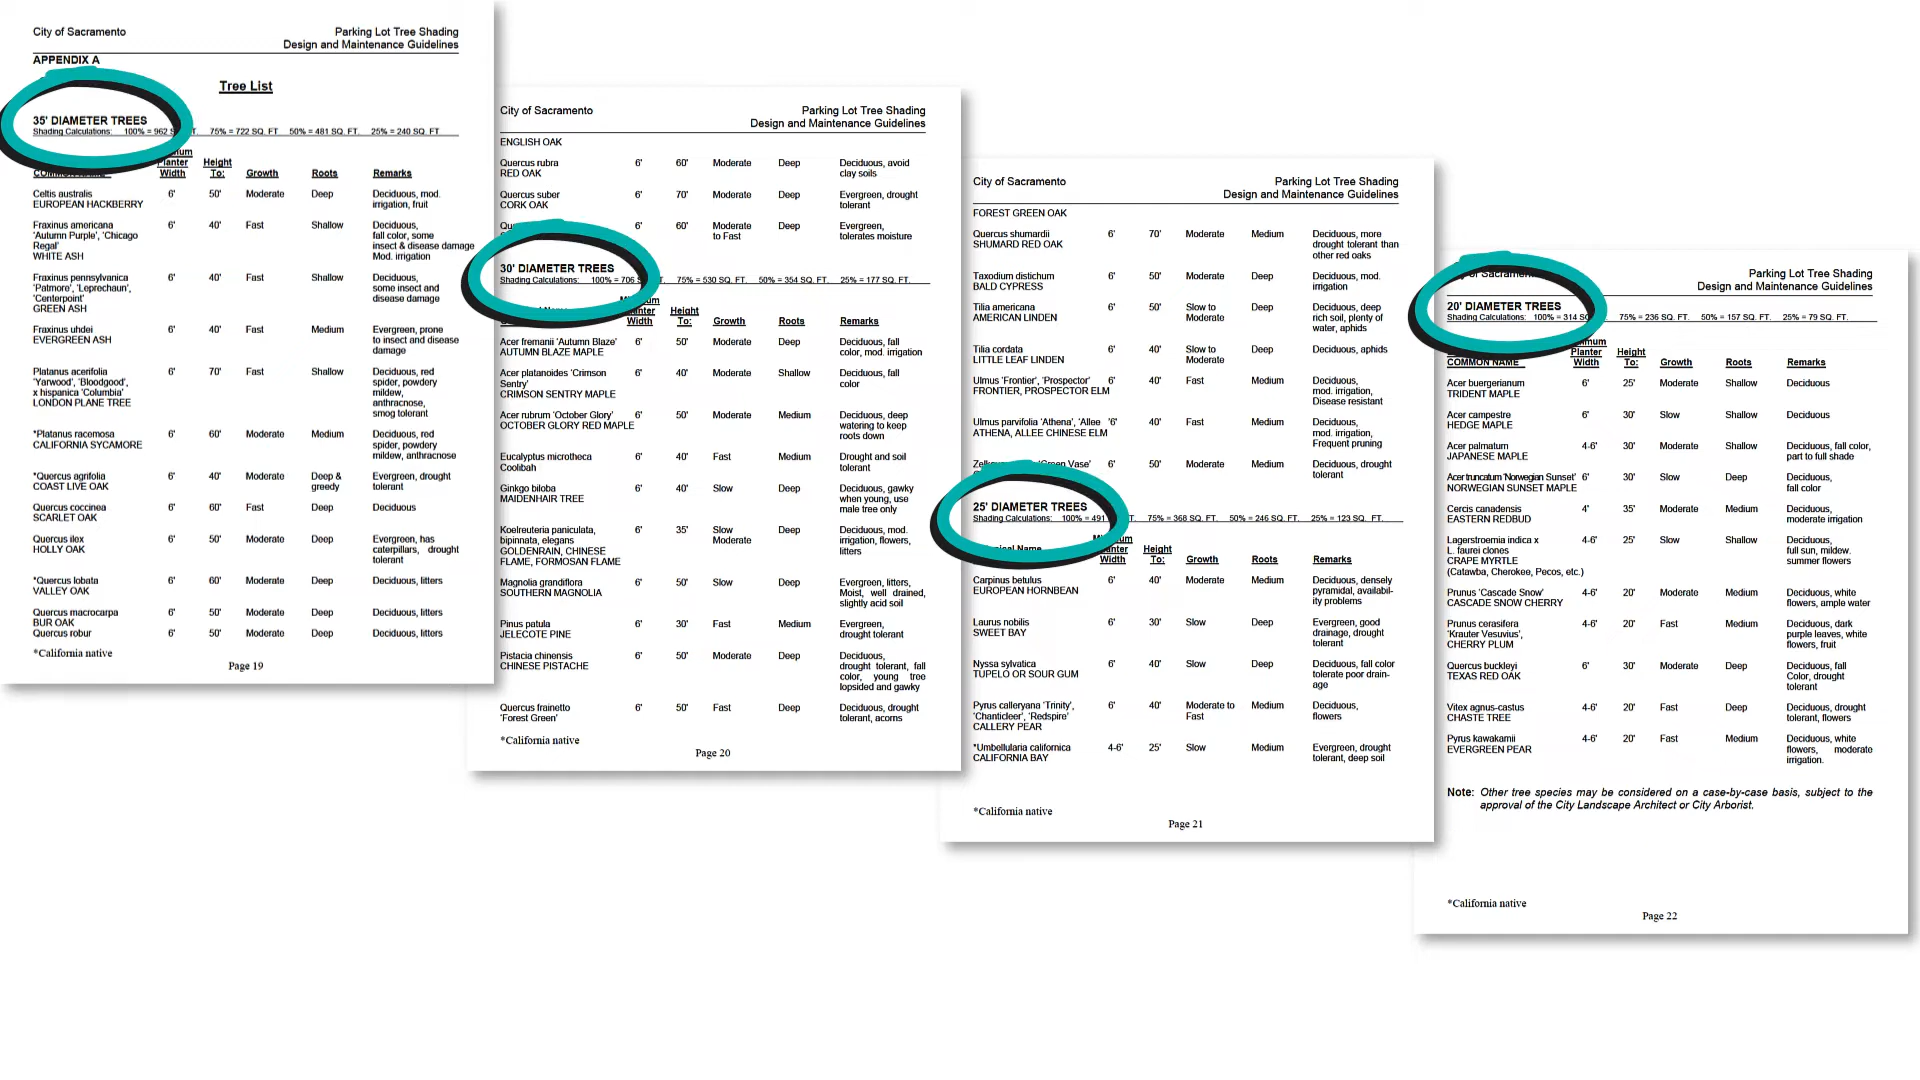 City of Sacramento Parking Lot Tree Shading
Design and Maintenance Guidelines
APPENDIX A
Tree List
35' DIAMETER TREES
Shading Calculations: 100% = 962 S T. 75% = 722 SQ. FT. 50% = 481 SQ. FT. 25% = 240 SQ. FT
Planter Height
Width To: Growth Roots Remarks
Celtis australis 6' 50' Moderate Deep Deciduous, mod.
EUROPEAN HACKBERRY irrigation, fruit
Fraxinus americana 6' 40' Fast Shallow Deciduous,
'Autumn Purple', 'Chicago fall color, some
Regal' insect & disease damage
WHITE ASH Mod. irrigation
Fraxinus pennsylvanica 6' 40' Fast Shallow Deciduous,
'Patmore', 'Leprechaun', some insect and
'Centerpoint' disease damage
GREEN ASH
Fraxinus uhdei 6' 40' Fast Medium Evergreen, prone
EVERGREEN ASH to insect and disease
damage
Platanus acerifolia 6' 70' Fast Shallow Deciduous, red
'Yarwood', 'Bloodgood', spider, powdery
x hispanica 'Columbia' mildew,
LONDON PLANE TREE anthracnose,
smog tolerant
*Platanus racemosa 6' 60' Moderate Medium Deciduous, red
CALIFORNIA SYCAMORE spider, powdery
mildew, anthracnose
*Quercus agrifolia 6' 40' Moderate Deep & Evergreen, drought
COAST LIVE OAK greedy tolerant
Quercus coccinea 6' 60' Fast Deep Deciduous
SCARLET OAK
Quercus ilex 6' 50' Moderate Deep Evergreen, has
HOLLY OAK caterpillars, drought
tolerant
*Quercus lobata 6' 60' Moderate Deep Deciduous, litters
VALLEY OAK
Quercus macrocarpa 6' 50' Moderate Deep Deciduous, litters
BUR OAK
Quercus robur 6' 50' Moderate Deep Deciduous, litters
*California native
Page 19
City of Sacramento Parking Lot Tree Shading
Design and Maintenance Guidelines
ENGLISH OAK
Quercus rubra 6' 60' Moderate Deep Deciduous, avoid
RED OAK clay soils
Quercus suber 6' 70' Moderate Deep Evergreen, drought
CORK OAK tolerant
6' 60' Moderate Deep Evergreen,
to Fast tolerates moisture
30' DIAMETER TREES
Shading Calculations: 100% = 706 S T. 75% = 530 SQ. FT. 50% = 354 SQ. FT. 25% = 177 SQ. FT.
Height
Width To: Growth Roots Remarks
Acer fremanii 'Autumn Blaze' 6' 50' Moderate Deep Deciduous, fall
AUTUMN BLAZE MAPLE color, mod. irrigation
Acer platanoides 'Crimson 6' 40' Moderate Shallow Deciduous, fall
Sentry' color
CRIMSON SENTRY MAPLE
Acer rubrum 'October Glory' 6' 50' Moderate Medium Deciduous, deep
OCTOBER GLORY RED MAPLE watering to keep
roots down
Eucalyptus microtheca 6' 40' Fast Medium Drought and soil
Coolibah tolerant
Ginkgo biloba 6' 40' Slow Deep Deciduous, gawky
MAIDENHAIR TREE when young, use
male tree only
Koelreuteria paniculata, 6' 35' Slow Deep Deciduous, mod.
bipinnata, elegans Moderate irrigation, flowers,
GOLDENRAIN, CHINESE litters
FLAME, FORMOSAN FLAME
Magnolia grandiflora 6' 50' Slow Deep Evergreen, litters,
SOUTHERN MAGNOLIA Moist, well drained,
slightly acid soil
Pinus patula 6' 30' Fast Medium Evergreen,
JELECOTE PINE drought tolerant
Pistacia chinensis 6' 50' Moderate Deep Deciduous,
CHINESE PISTACHE drought tolerant, fall
color, young tree
lopsided and gawky
Quercus frainetto 6' 50' Fast Deep Deciduous, drought
'Forest Green' tolerant, acorns
*California native
Page 20
City of Sacramento Parking Lot Tree Shading
Design and Maintenance Guidelines
FOREST GREEN OAK
Quercus shumardii 6' 70' Moderate Medium Deciduous, more
SHUMARD RED OAK drought tolerant than
other red oaks
Taxodium distichum 6' 50' Moderate Deep Deciduous, mod.
BALD CYPRESS irrigation
Tilia americana 6' 50' Slow to Deep Deciduous, deep
AMERICAN LINDEN Moderate rich soil, plenty of
water, aphids
Tilia cordata 6' 40' Slow to Deep Deciduous, aphids
LITTLE LEAF LINDEN Moderate
Ulmus 'Frontier', 'Prospector' 6' 40' Fast Medium Deciduous,
FRONTIER, PROSPECTOR ELM mod. irrigation,
Disease resistant
Ulmus parvifolia 'Athena', 'Allee '6' 40' Fast Medium Deciduous,
ATHENA, ALLEE CHINESE ELM mod. irrigation,
Frequent pruning
'Green Vase' 6' 50' Moderate Medium Deciduous, drought
tolerant
25' DIAMETER TREES
Shading Calculations: 100% = 491 T. 75% = 368 SQ. FT. 50% = 246 SQ. FT. 25% = 123 SQ. FT.
Height
Width To: Growth Roots Remarks
Carpinus betulus 6' 40' Moderate Medium Deciduous, densely
EUROPEAN HORNBEAN pyramidal, availabil-
ity problems
Laurus nobilis 6' 30' Slow Deep Evergreen, good
SWEET BAY drainage, drought
tolerant
Nyssa sylvatica 6' 40' Slow Deep Deciduous, fall color
TUPELO OR SOUR GUM tolerate poor drain-
age
Pyrus calleryana 'Trinity', 6' 40' Moderate to Medium Deciduous,
'Chanticleer', 'Redspire' Fast flowers
CALLERY PEAR
*Umbellularia californica 4-6' 25' Slow Medium Evergreen, drought
CALIFORNIA BAY tolerant, deep soil
*California native
Page 21
Parking Lot Tree Shading
Design and Maintenance Guidelines
20' DIAMETER TREES
Shading Calculations: 100% = 314 SQ 75% = 236 SQ. FT. 50% = 157 SQ. FT. 25% = 79 SQ. FT.
Planter Height
COMMON NAME Width To: Growth Roots Remarks
Acer buergerianum 6' 25' Moderate Shallow Deciduous
TRIDENT MAPLE
Acer campestre 6' 30' Slow Shallow Deciduous
HEDGE MAPLE
Acer palmatum 4-6' 30' Moderate Shallow Deciduous, fall color,
JAPANESE MAPLE part to full shade
Acer truncatum 'Norwegian Sunset' 6' 30' Slow Deep Deciduous,
NORWEGIAN SUNSET MAPLE fall color
Cercis canadensis 4' 35' Moderate Medium Deciduous,
EASTERN REDBUD moderate irrigation
Lagerstroemia indica x 4-6' 25' Slow Shallow Deciduous,
L. faurei clones full sun, mildew.
CRAPE MYRTLE summer flowers
(Catawba, Cherokee, Pecos, etc.)
Prunus 'Cascade Snow' 4-6' 20' Moderate Medium Deciduous, white
CASCADE SNOW CHERRY flowers, ample water
Prunus cerasifera 4-6' 20' Fast Medium Deciduous, dark
'Krauter Vesuvius', purple leaves, white
CHERRY PLUM flowers, fruit
Quercus buckleyi 6' 30' Moderate Deep Deciduous, fall
TEXAS RED OAK Color, drought
tolerant
Vitex agnus-castus 4-6' 20' Fast Deep Deciduous, drought
CHASTE TREE tolerant, flowers
Pyrus kawakamii 4-6' 20' Fast Medium Deciduous, white
EVERGREEN PEAR flowers, moderate
irrigation.
Note: Other tree species may be considered on a case-by-case basis, subject to the
approval of the City Landscape Architect or City Arborist.
*California native
Page 22